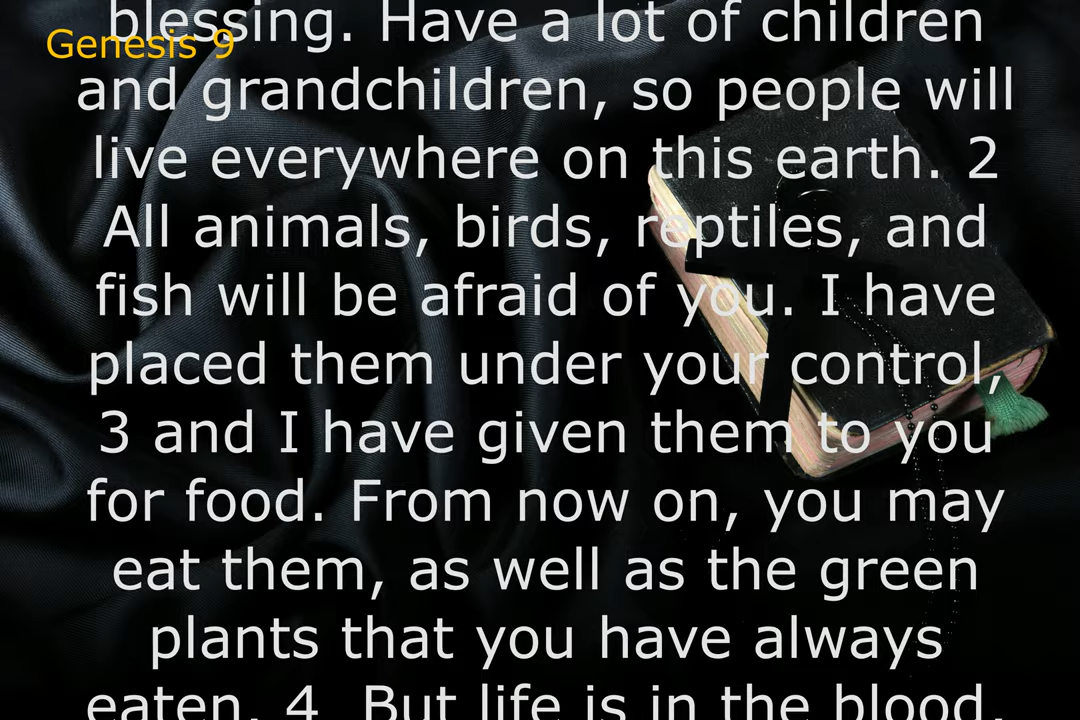 Genesis 9
blessing. Have a lot of children
and grandchildren, so people will
live everywhere on this earth. 2
All animals, birds, reptiles, and
fish will be afraid of you. I have
placed them under your control,
3 and I have given them to you
for food. From now on, you may
eat them, as well as the green
plants that you have always
eaten. 4 But life is in the blood,